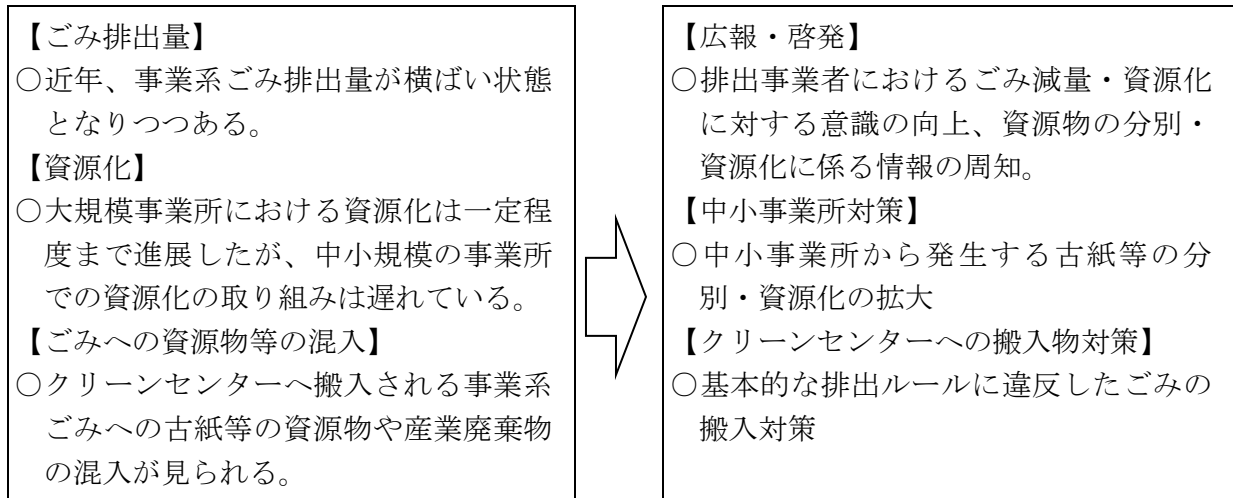 【ごみ排出量】
○近年、事業系ごみ排出量が横ばい状態
となりつつある。
【資源化】
○大規模事業所における資源化は一定程
度まで進展したが、中小規模の事業所
での資源化の取り組みは遅れている。
【ごみへの資源物等の混入】
○クリーンセンターへ搬入される事業系
ごみへの古紙等の資源物や産業廃棄物
の混入が見られる。
【広報・啓発】
○排出事業者におけるごみ減量・資源化
に対する意識の向上、資源物の分別・
資源化に係る情報の周知。
【中小事業所対策】
○中小事業所から発生する古紙等の分
別・資源化の拡大
【クリーンセンターへの搬入物対策】
○基本的な排出ルールに違反したごみの
搬入対策